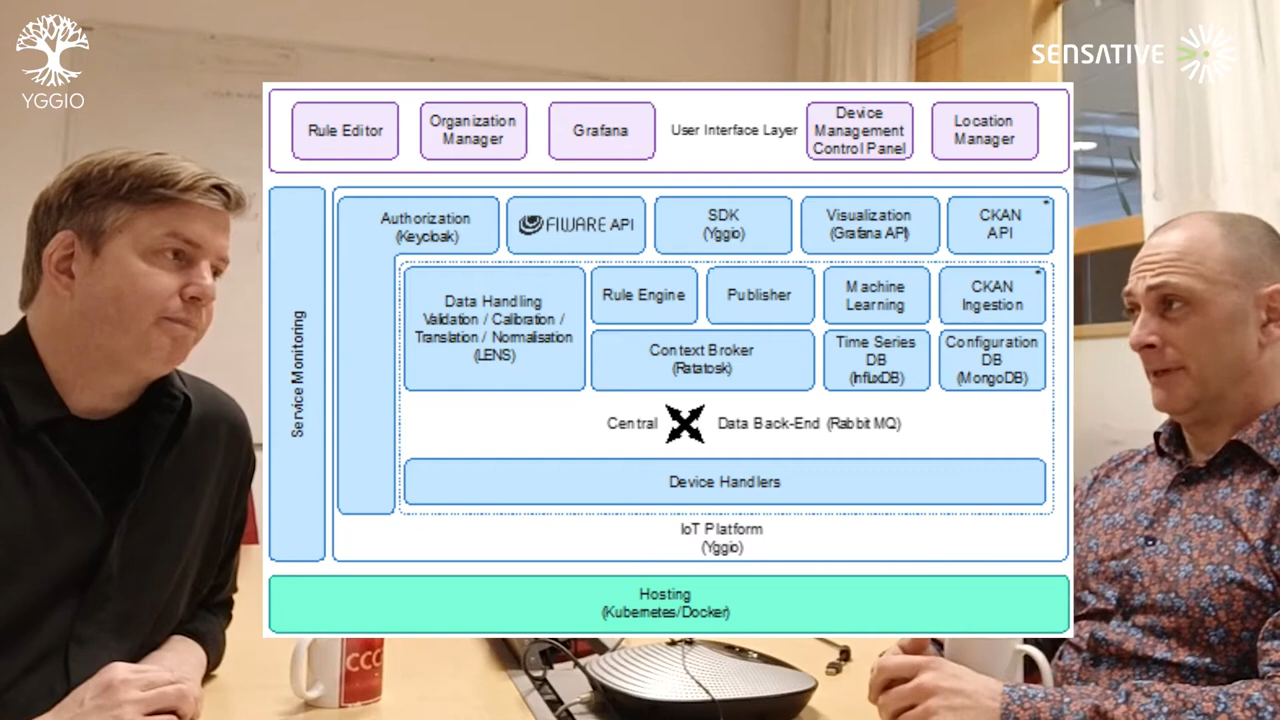 YGGIO
SENSATIVE
Rule Editor
Organization
Manager
Grafana
User Interface Layer
Device
Management
Control Panel
Location
Manager
Service Monitoring
Authorization
(Keycloak)
FIWARE API
SDK
(Yggio)
Visualization
(Grafana API)
CKAN
API
*
Data Handling
Validation / Calibration /
Translation / Normalisation
(LENS)
Rule Engine
Publisher
Machine
Learning
CKAN
Ingestion
*
Context Broker
(Ratatosk)
Time Series
DB
(InfluxDB)
Configuration
DB
(MongoDB)
Central Data Back-End (Rabbit MQ)
Device Handlers
IoT Platform
(Yggio)
Hosting
(Kubernetes/Docker)
CCC